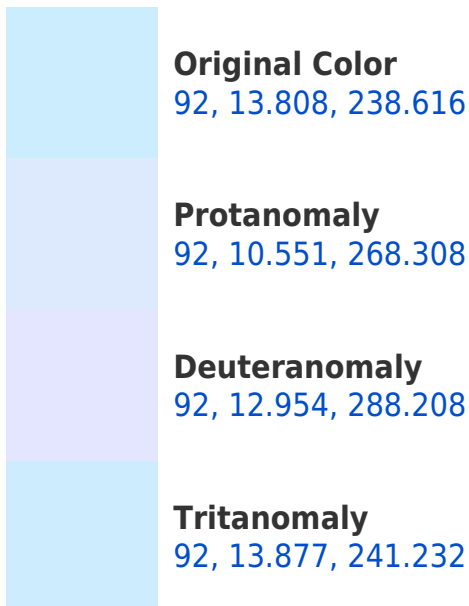 Original Color
92, 13.808, 238.616
Protanomaly
92, 10.551, 268.308
Deuteranomaly
92, 12.954, 288.208
Tritanomaly
92, 13.877, 241.232